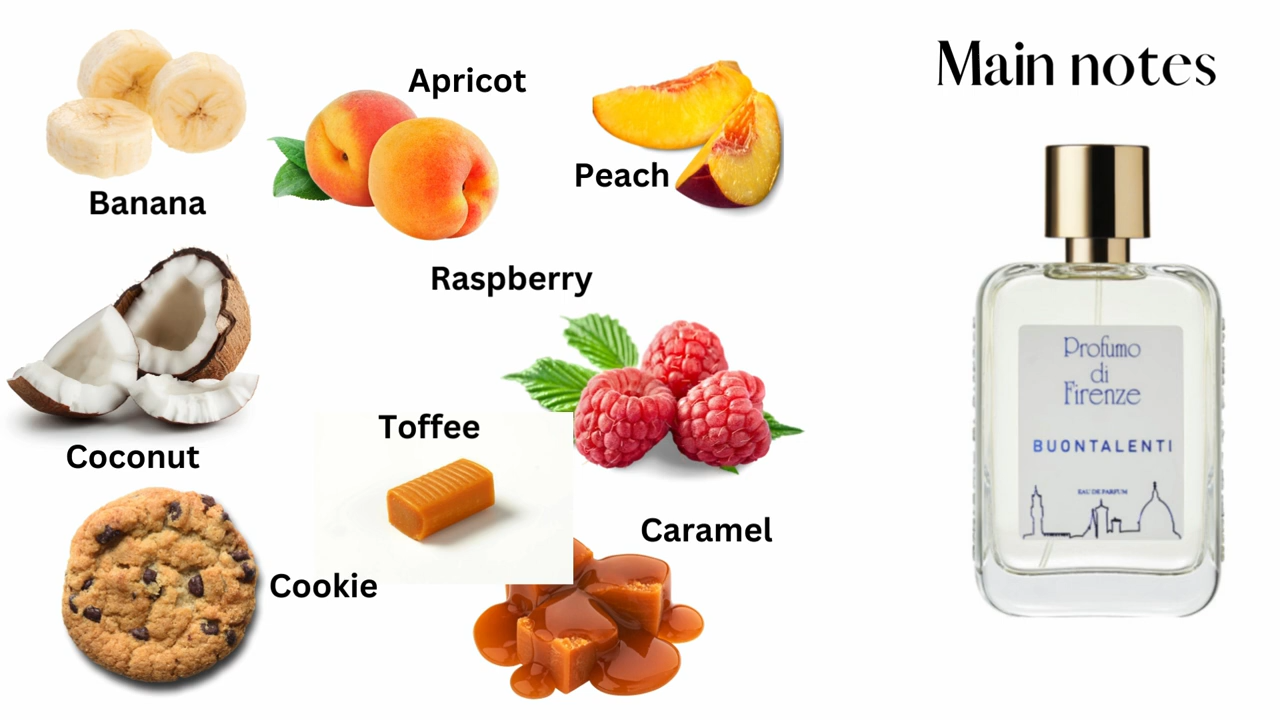 Main notes
Apricot
Peach
Banana
Raspberry
Toffee
Coconut
Caramel
Cookie
Profumo
di
Firenze
BUONTALENTI
EAU DE PARFUM